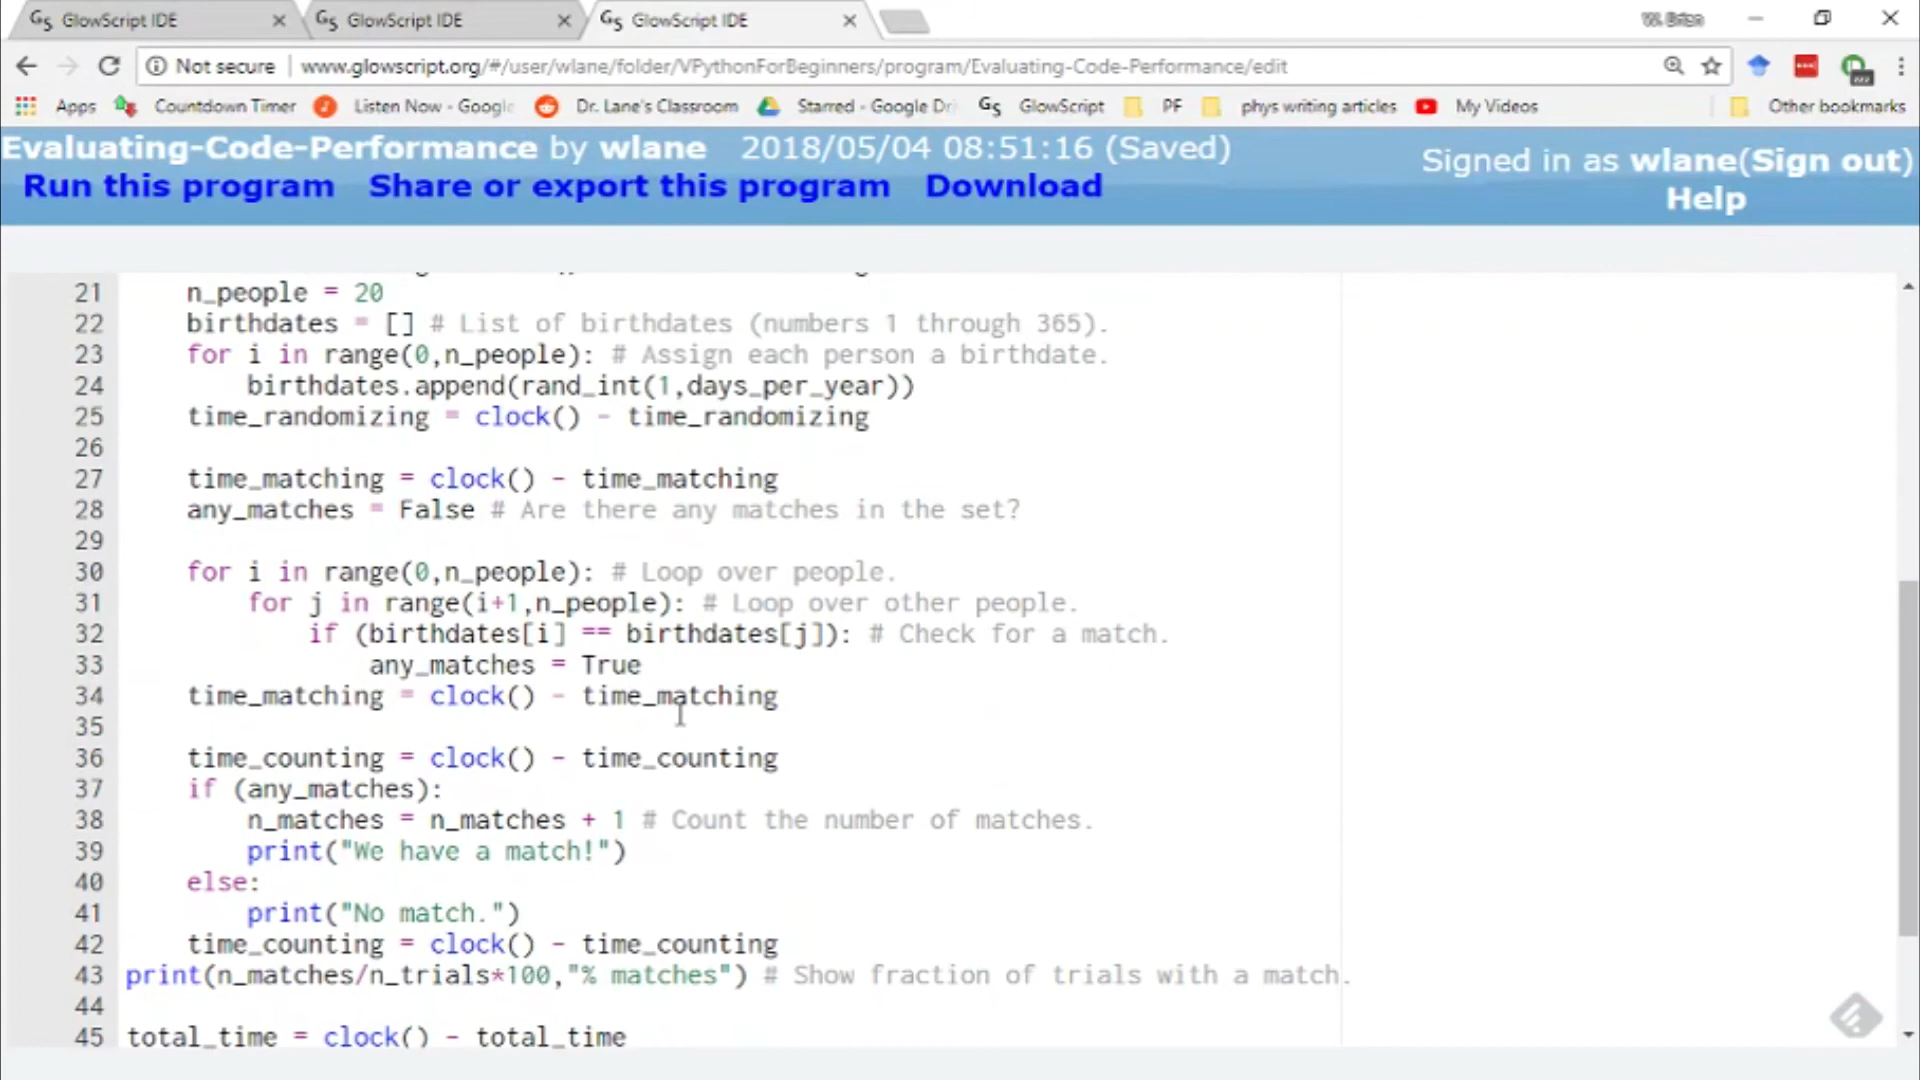 GlowScript IDE GlowScript IDE GlowScript IDE
Not secure www.glowscript.org/#/user/wlane/folder/VPythonForBeginners/program/Evaluating-Code-Performance/edit
Apps Countdown Timer Listen Now - Google Dr. Lane's Classroom Starred - Google Dri GlowScript PF phys writing articles My Videos Other bookmarks
Evaluating-Code-Performance by wlane 2018/05/04 08:51:16 (Saved)
Signed in as wlane(Sign out)
Run this program Share or export this program Download
Help
21 n_people = 20
22 birthdates = [] # List of birthdates (numbers 1 through 365).
23 for i in range(0,n_people): # Assign each person a birthdate.
24 birthdates.append(rand_int(1,days_per_year))
25 time_randomizing = clock() - time_randomizing
26
27 time_matching = clock() - time_matching
28 any_matches = False # Are there any matches in the set?
29
30 for i in range(0,n_people): # Loop over people.
31 for j in range(i+1,n_people): # Loop over other people.
32 if (birthdates[i] == birthdates[j]): # Check for a match.
33 any_matches = True
34 time_matching = clock() - time_matching
35
36 time_counting = clock() - time_counting
37 if (any_matches):
38 n_matches = n_matches + 1 # Count the number of matches.
39 print("We have a match!")
40 else:
41 print("No match.")
42 time_counting = clock() - time_counting
43 print(n_matches/n_trials*100,"% matches") # Show fraction of trials with a match.
44
45 total_time = clock() - total_time